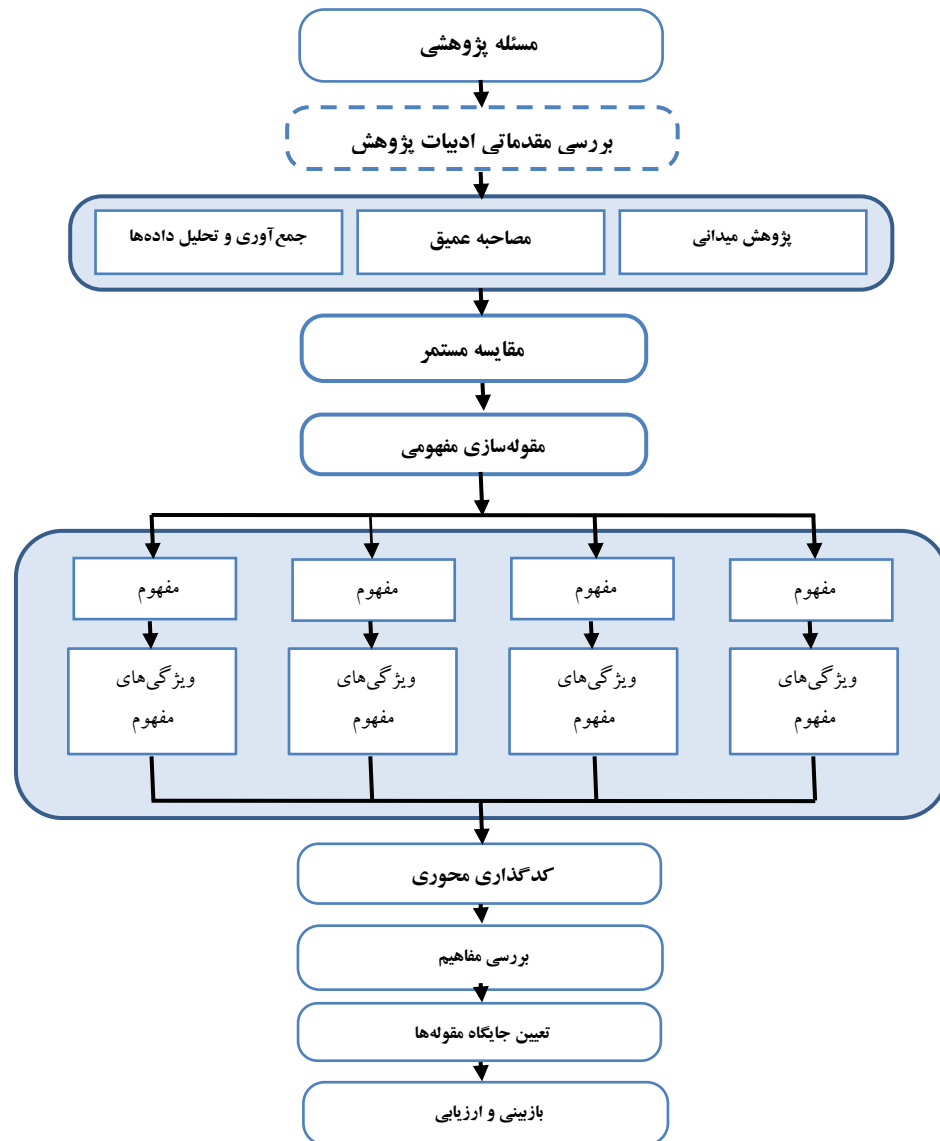 مسئله پژوهشی
بررسی مقدماتی ادبیات پژوهش
پژوهش میدانی
مصاحبه عمیق
جمع‌آوری و تحلیل داده‌ها
مقایسه مستمر
مقوله‌سازی مفهومی
مفهوم
مفهوم
مفهوم
مفهوم
ویژگی‌های
مفهوم
ویژگی‌های
مفهوم
ویژگی‌های
مفهوم
ویژگی‌های
مفهوم
کدگذاری محوری
بررسی مفاهیم
تعیین جایگاه مقوله‌ها
بازبینی و ارزیابی